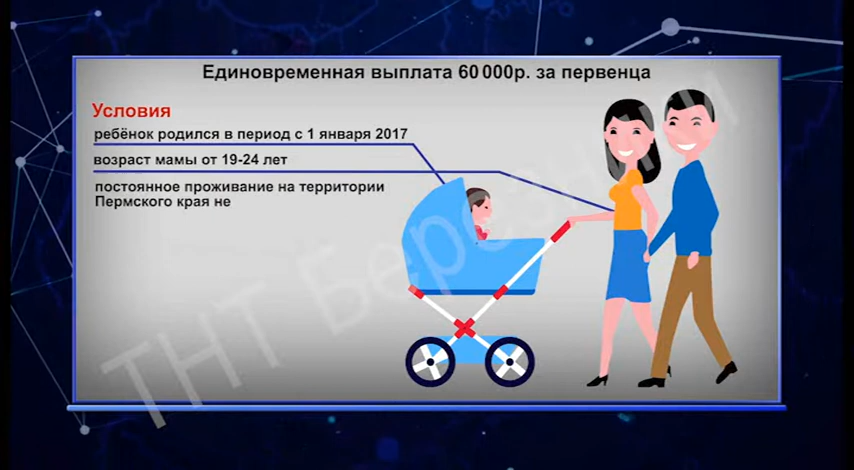 Единовременная выплата 60 000р. за первенца
Условия
ребёнок родился в период с 1 января 2017
возраст мамы от 19-24 лет
постоянное проживание на территории
Пермского края не
ТНТ Березники